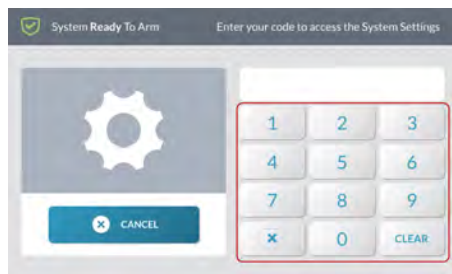 System Ready To Arm
Enter your code to access the System Settings
1 2 3
4 5 6
7 8 9
0 CLEAR
CANCEL